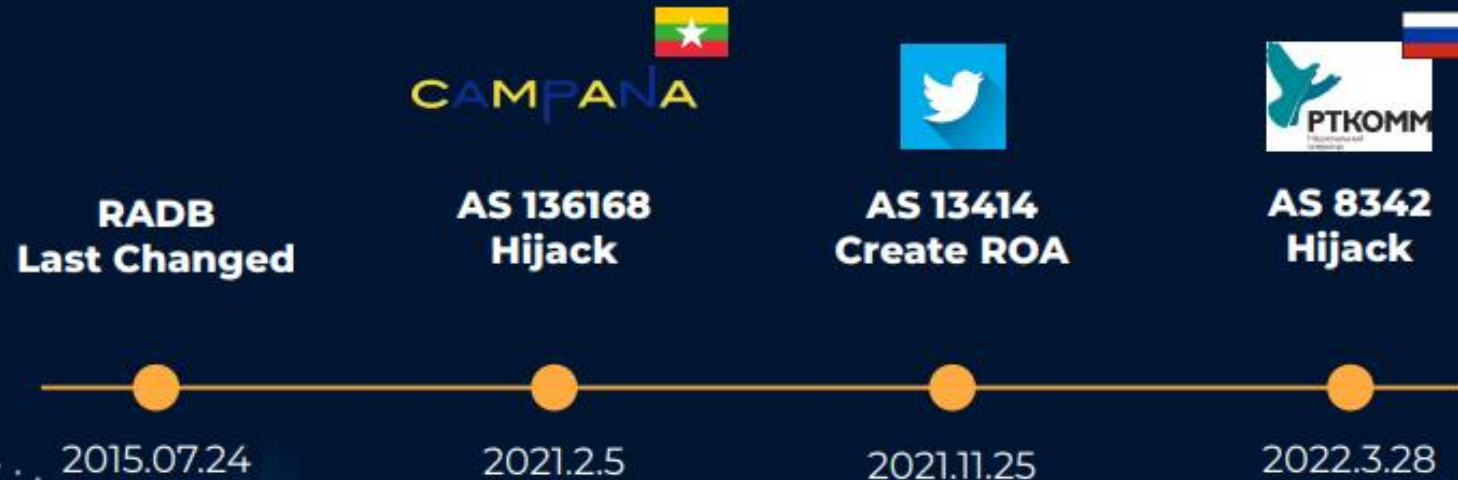 CAMPANA
РТКОММ
RADB
Last Changed
AS 136168
Hijack
AS 13414
Create ROA
AS 8342
Hijack
2015.07.24
2021.2.5
2021.11.25
2022.3.28